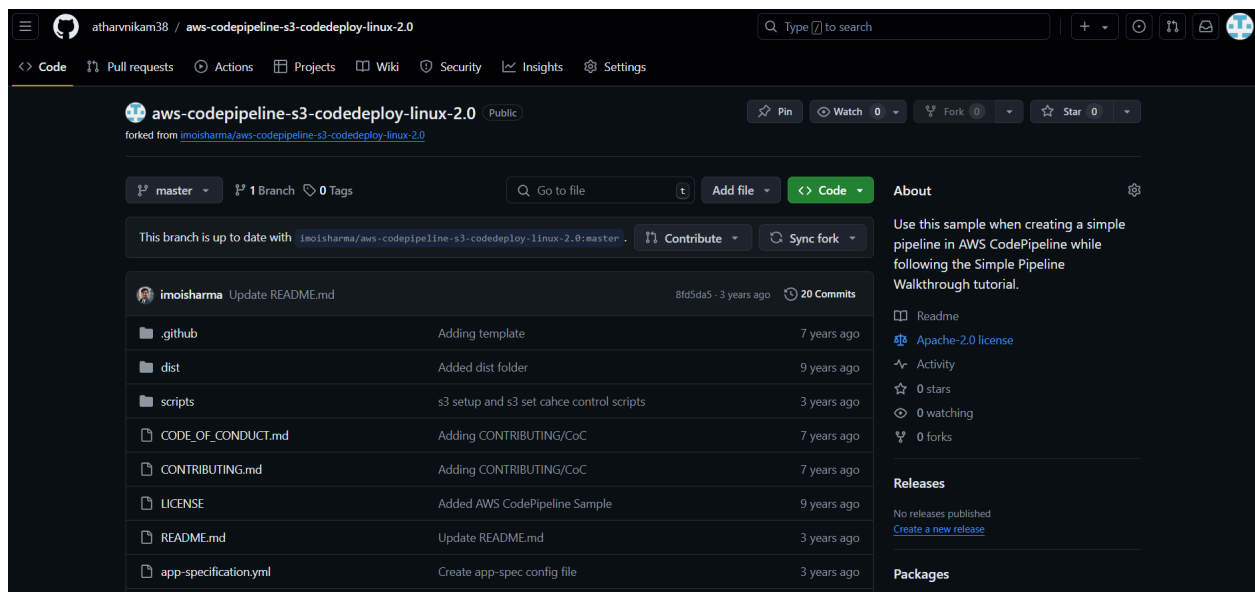 atharvnikam38 / aws-codepipeline-s3-codedeploy-linux-2.0
Type / to search
Code Pull requests Actions Projects Wiki Security Insights Settings
aws-codepipeline-s3-codedeploy-linux-2.0 Public
Pin Watch 0 Fork 0 Star 0
forked from imoisharma/aws-codepipeline-s3-codedeploy-linux-2.0
master 1 Branch 0 Tags
Go to file t
Add file Code
This branch is up to date with imoisharma/aws-codepipeline-s3-codedeploy-linux-2.0:master .
Contribute Sync fork
imoisharma Update README.md 8fd5da5 · 3 years ago 20 Commits
.github Adding template 7 years ago
dist Added dist folder 9 years ago
scripts s3 setup and s3 set cahce control scripts 3 years ago
CODE_OF_CONDUCT.md Adding CONTRIBUTING/CoC 7 years ago
CONTRIBUTING.md Adding CONTRIBUTING/CoC 7 years ago
LICENSE Added AWS CodePipeline Sample 9 years ago
README.md Update README.md 3 years ago
app-specification.yml Create app-spec config file 3 years ago
About
Use this sample when creating a simple
pipeline in AWS CodePipeline while
following the Simple Pipeline
Walkthrough tutorial.
Readme
Apache-2.0 license
Activity
0 stars
0 watching
0 forks
Releases
No releases published
Create a new release
Packages